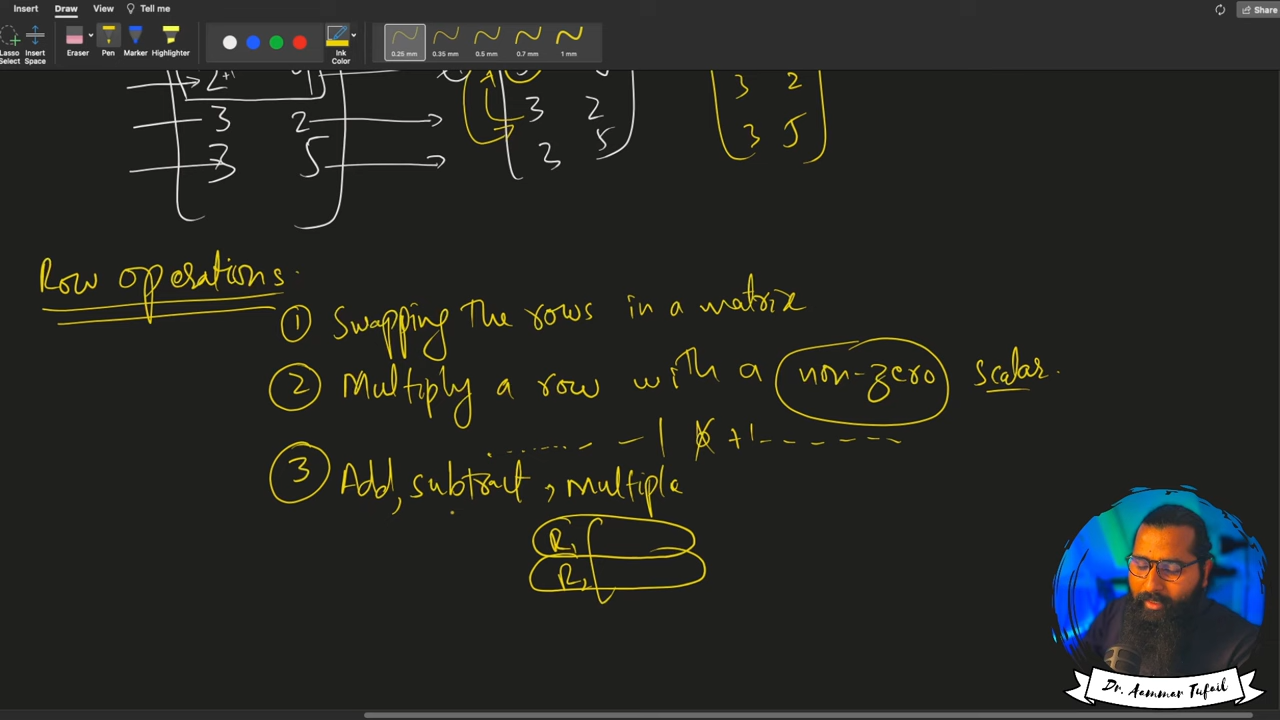 Insert Draw View Tell me
Share
Lasso Select
Insert Space
Eraser
Pen
Marker
Highlighter
Ink Color
0.25 mm
0.35 mm
0.5 mm
0.7 mm
1 mm
3 2 3 2 3 2
3 5 3 5 3 5
Row operations.
① Swapping the rows in a matrix
② Multiply a row with a non-zero scalar.
③ Add, subtract, multipla
R₁
R₂
Dr. Aammar Tufail